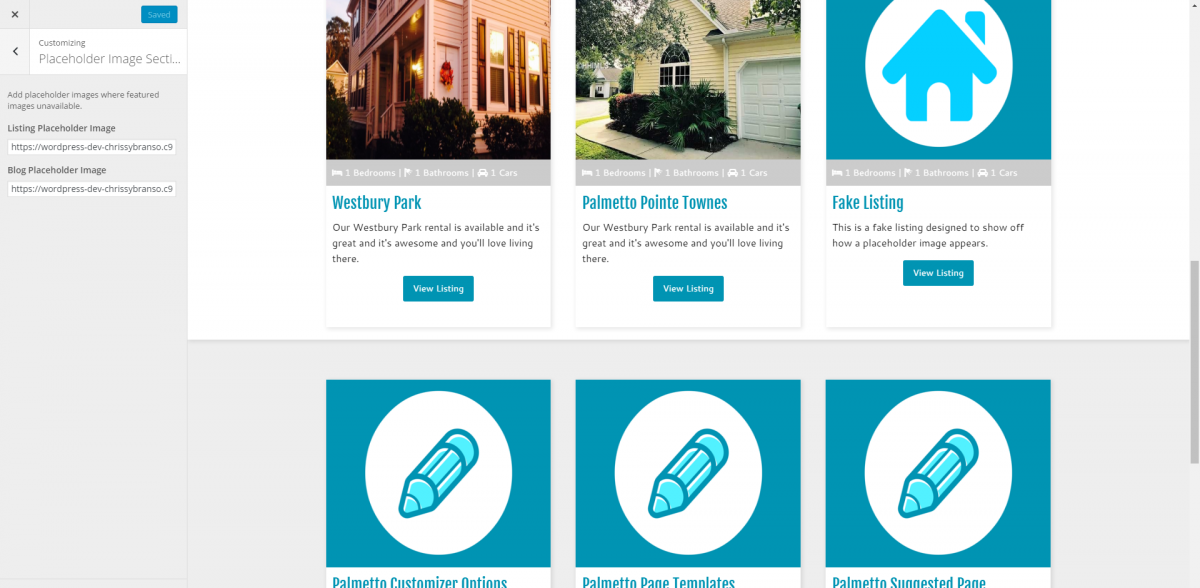 Saved
Customizing
Placeholder Image Secti...
Add placeholder images where featured
images unavailable.
Listing Placeholder Image
https://wordpress-dev-chrissybranso.c9
Blog Placeholder Image
https://wordpress-dev-chrissybranso.c9
1 Bedrooms | 1 Bathrooms | 1 Cars
Westbury Park
Our Westbury Park rental is available and it's
great and it's awesome and you'll love living
there.
View Listing
1 Bedrooms | 1 Bathrooms | 1 Cars
Palmetto Pointe Townes
Our Westbury Park rental is available and it's
great and it's awesome and you'll love living
there.
View Listing
1 Bedrooms | 1 Bathrooms | 1 Cars
Fake Listing
This is a fake listing designed to show off
how a placeholder image appears.
View Listing
Palmetto Customizer Options
Palmetto Page Templates
Palmetto Suggested Page